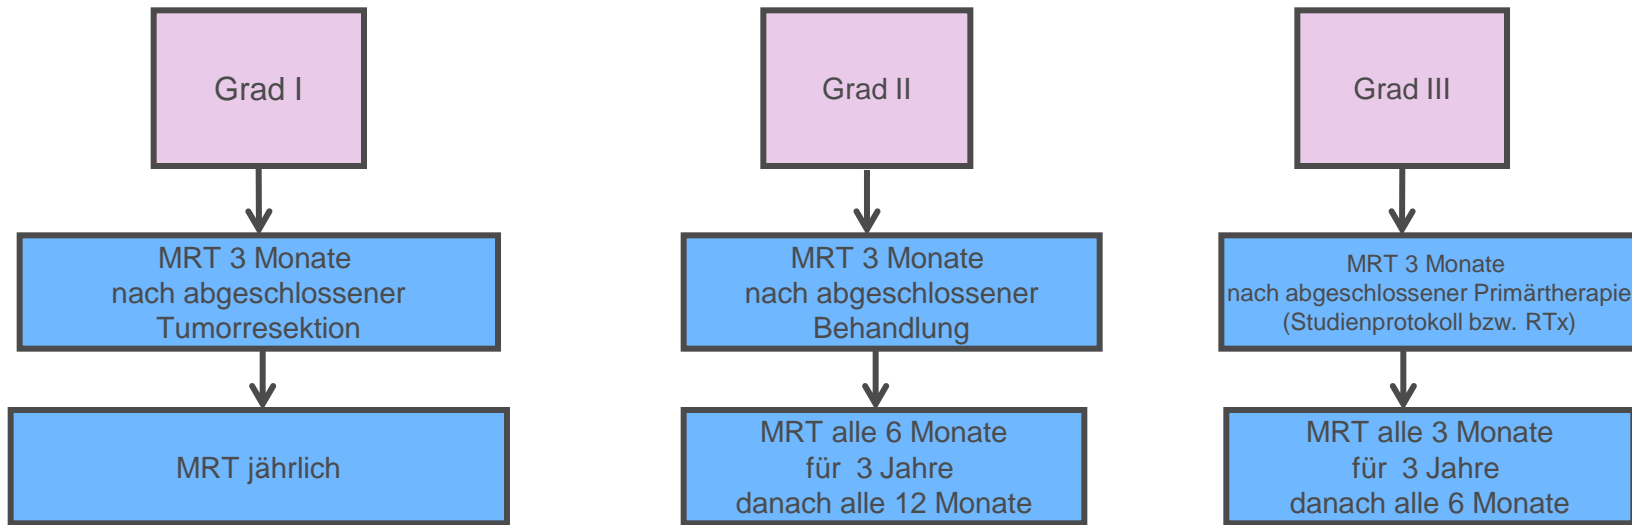 Grad I
Grad II
Grad III
MRT 3 Monate
nach abgeschlossener
Tumorresektion
MRT 3 Monate
nach abgeschlossener
Behandlung
MRT 3 Monate
nach abgeschlossener Primärtherapie
(Studienprotokoll bzw. RTx)
MRT jährlich
MRT alle 6 Monate
für 3 Jahre
danach alle 12 Monate
MRT alle 3 Monate
für 3 Jahre
danach alle 6 Monate